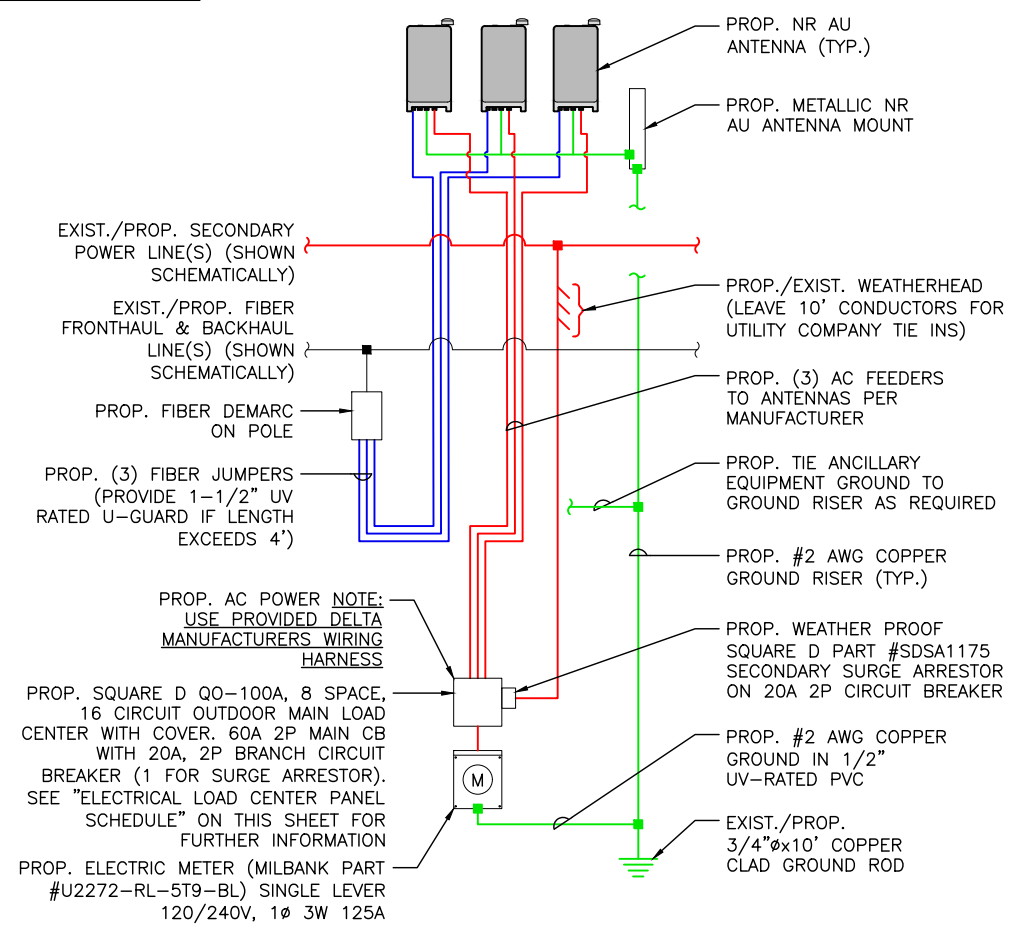 PROP. NR AU
ANTENNA (TYP.)
PROP. METALLIC NR
AU ANTENNA MOUNT
EXIST./PROP. SECONDARY
POWER LINE(S) (SHOWN
SCHEMATICALLY)
PROP./EXIST. WEATHERHEAD
(LEAVE 10' CONDUCTORS FOR
UTILITY COMPANY TIE INS)
EXIST./PROP. FIBER
FRONTHAUL & BACKHAUL
LINE(S) (SHOWN
SCHEMATICALLY)
PROP. (3) AC FEEDERS
TO ANTENNAS PER
MANUFACTURER
PROP. FIBER DEMARC
ON POLE
PROP. (3) FIBER JUMPERS
(PROVIDE 1-1/2" UV
RATED U-GUARD IF LENGTH
EXCEEDS 4')
PROP. TIE ANCILLARY
EQUIPMENT GROUND TO
GROUND RISER AS REQUIRED
PROP. #2 AWG COPPER
GROUND RISER (TYP.)
PROP. AC POWER NOTE:
USE PROVIDED DELTA
MANUFACTURERS WIRING
HARNESS
PROP. WEATHER PROOF
SQUARE D PART #SDSA1175
SECONDARY SURGE ARRESTOR
ON 20A 2P CIRCUIT BREAKER
PROP. SQUARE D QO-100A, 8 SPACE,
16 CIRCUIT OUTDOOR MAIN LOAD
CENTER WITH COVER. 60A 2P MAIN CB
WITH 20A, 2P BRANCH CIRCUIT
BREAKER (1 FOR SURGE ARRESTOR).
SEE "ELECTRICAL LOAD CENTER PANEL
SCHEDULE" ON THIS SHEET FOR
FURTHER INFORMATION
M
PROP. #2 AWG COPPER
GROUND IN 1/2"
UV-RATED PVC
EXIST./PROP.
3/4"øx10' COPPER
CLAD GROUND ROD
PROP. ELECTRIC METER (MILBANK PART
#U2272-RL-5T9-BL) SINGLE LEVER
120/240V, 1ø 3W 125A